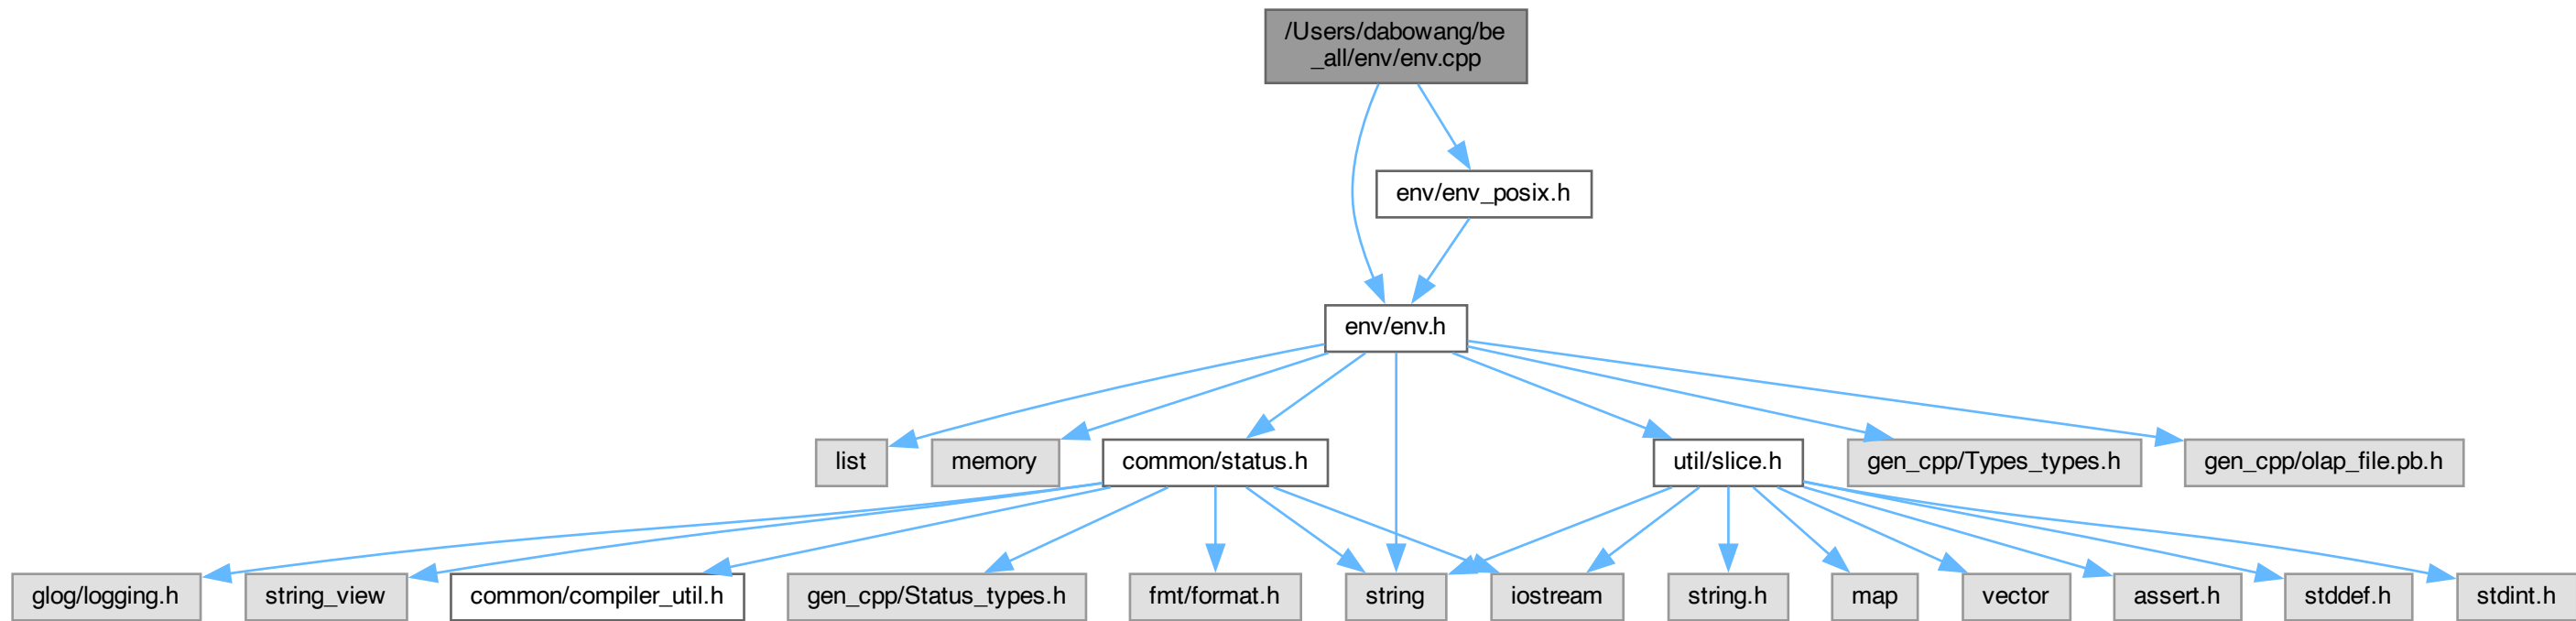 /Users/dabowang/be
_all/env/env.cpp
env/env_posix.h
env/env.h
list
memory
common/status.h
util/slice.h
gen_cpp/Types_types.h
gen_cpp/olap_file.pb.h
glog/logging.h
string_view
common/compiler_util.h
gen_cpp/Status_types.h
fmt/format.h
string
iostream
string.h
map
vector
assert.h
stddef.h
stdint.h